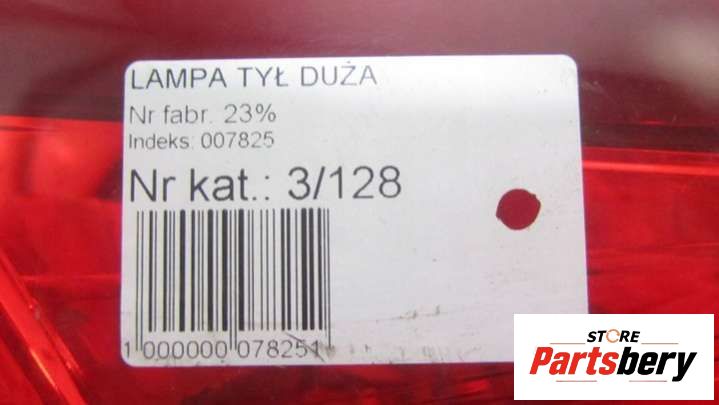 LAMPA TYŁ DUŻA
Nr fabr. 23%
Indeks: 007825
Nr kat.: 3/128
1 000000 078251
STORE
Partsbery